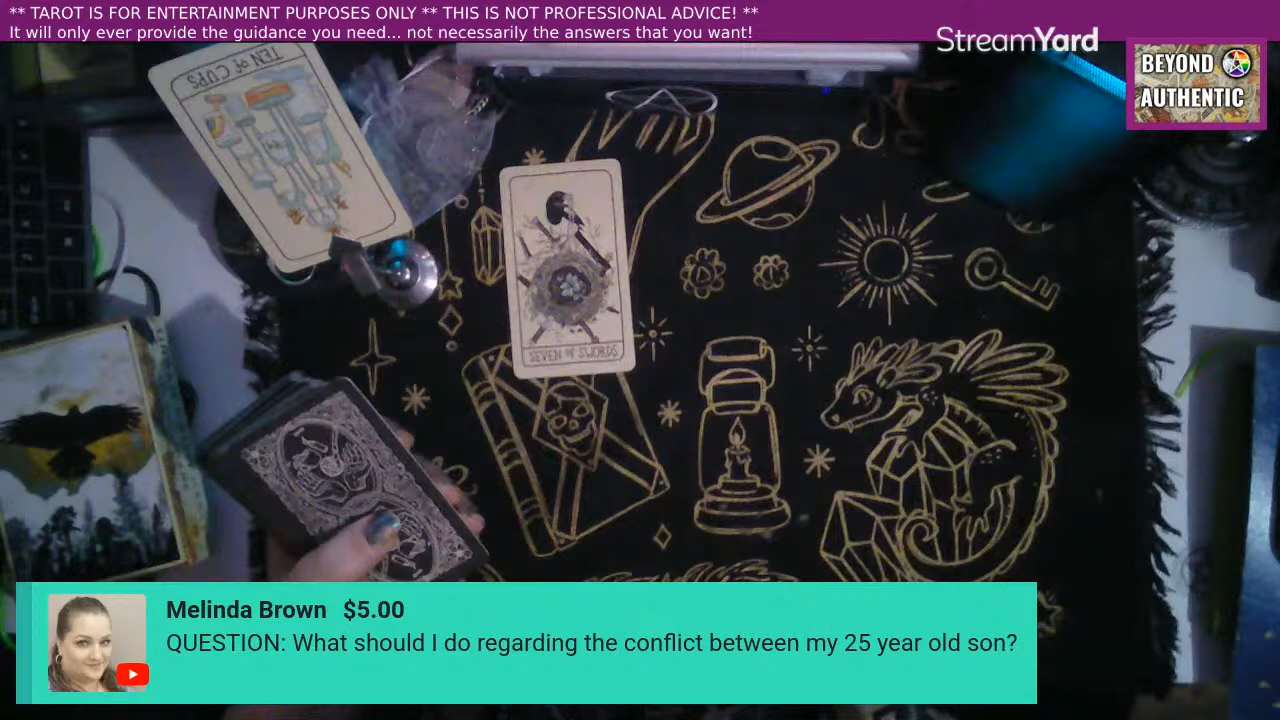 ** TAROT IS FOR ENTERTAINMENT PURPOSES ONLY ** THIS IS NOT PROFESSIONAL ADVICE! **
It will only ever provide the guidance you need... not necessarily the answers that you want!
StreamYard
BEYOND
AUTHENTIC
TEN OF CUPS
SEVEN OF SWORDS
Melinda Brown $5.00
QUESTION: What should I do regarding the conflict between my 25 year old son?